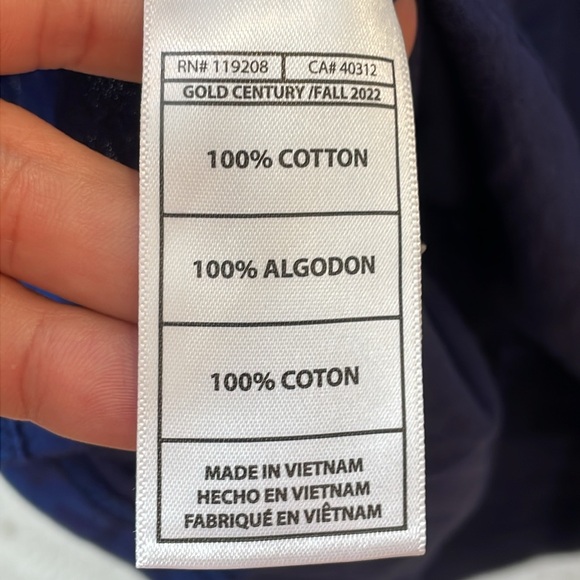 RN# 119208 CA# 40312
GOLD CENTURY /FALL 2022
100% COTTON
100% ALGODON
100% COTON
MADE IN VIETNAM
HECHO EN VIETNAM
FABRIQUÉ EN VIÊTNAM